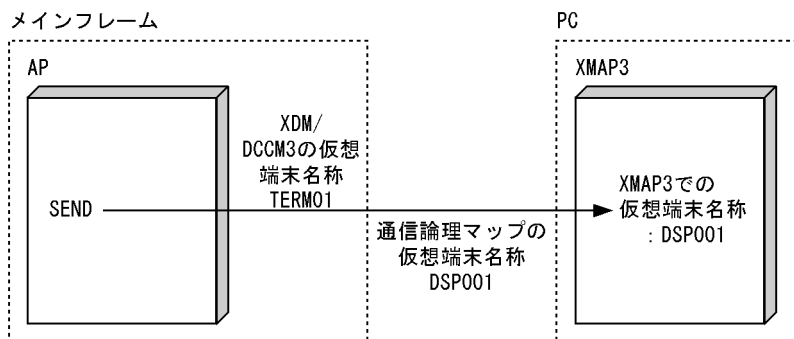 メインフレーム
PC
AP
XMAP3
XDM/
DCCM3の仮想
端末名称
TERM01
SEND
通信論理マップの
仮想端末名称
DSP001
XMAP3での
仮想端末名称
:DSP001